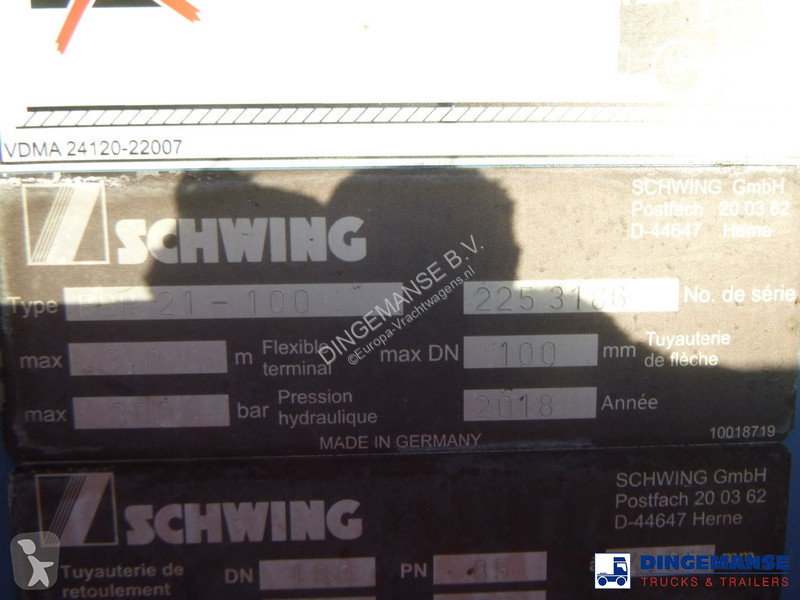 VDMA 24120-22007
SCHWING
SCHWING GmbH
Postfach 20 03 62
D-44647 Herne
Type 21-100
2253186 No. de série
max m Flexible terminal
max DN 100 mm Tuyauterie de flèche
max bar Pression hydraulique
2018 Année
MADE IN GERMANY
10018719
SCHWING
SCHWING GmbH
Postfach 20 03 62
D-44647 Herne
Tuyauterie de retoulement
DN
PN
mm
DINGEMANSE B.V.
©Europa-Vrachtwagens.nl
DINGEMANSE
TRUCKS & TRAILERS